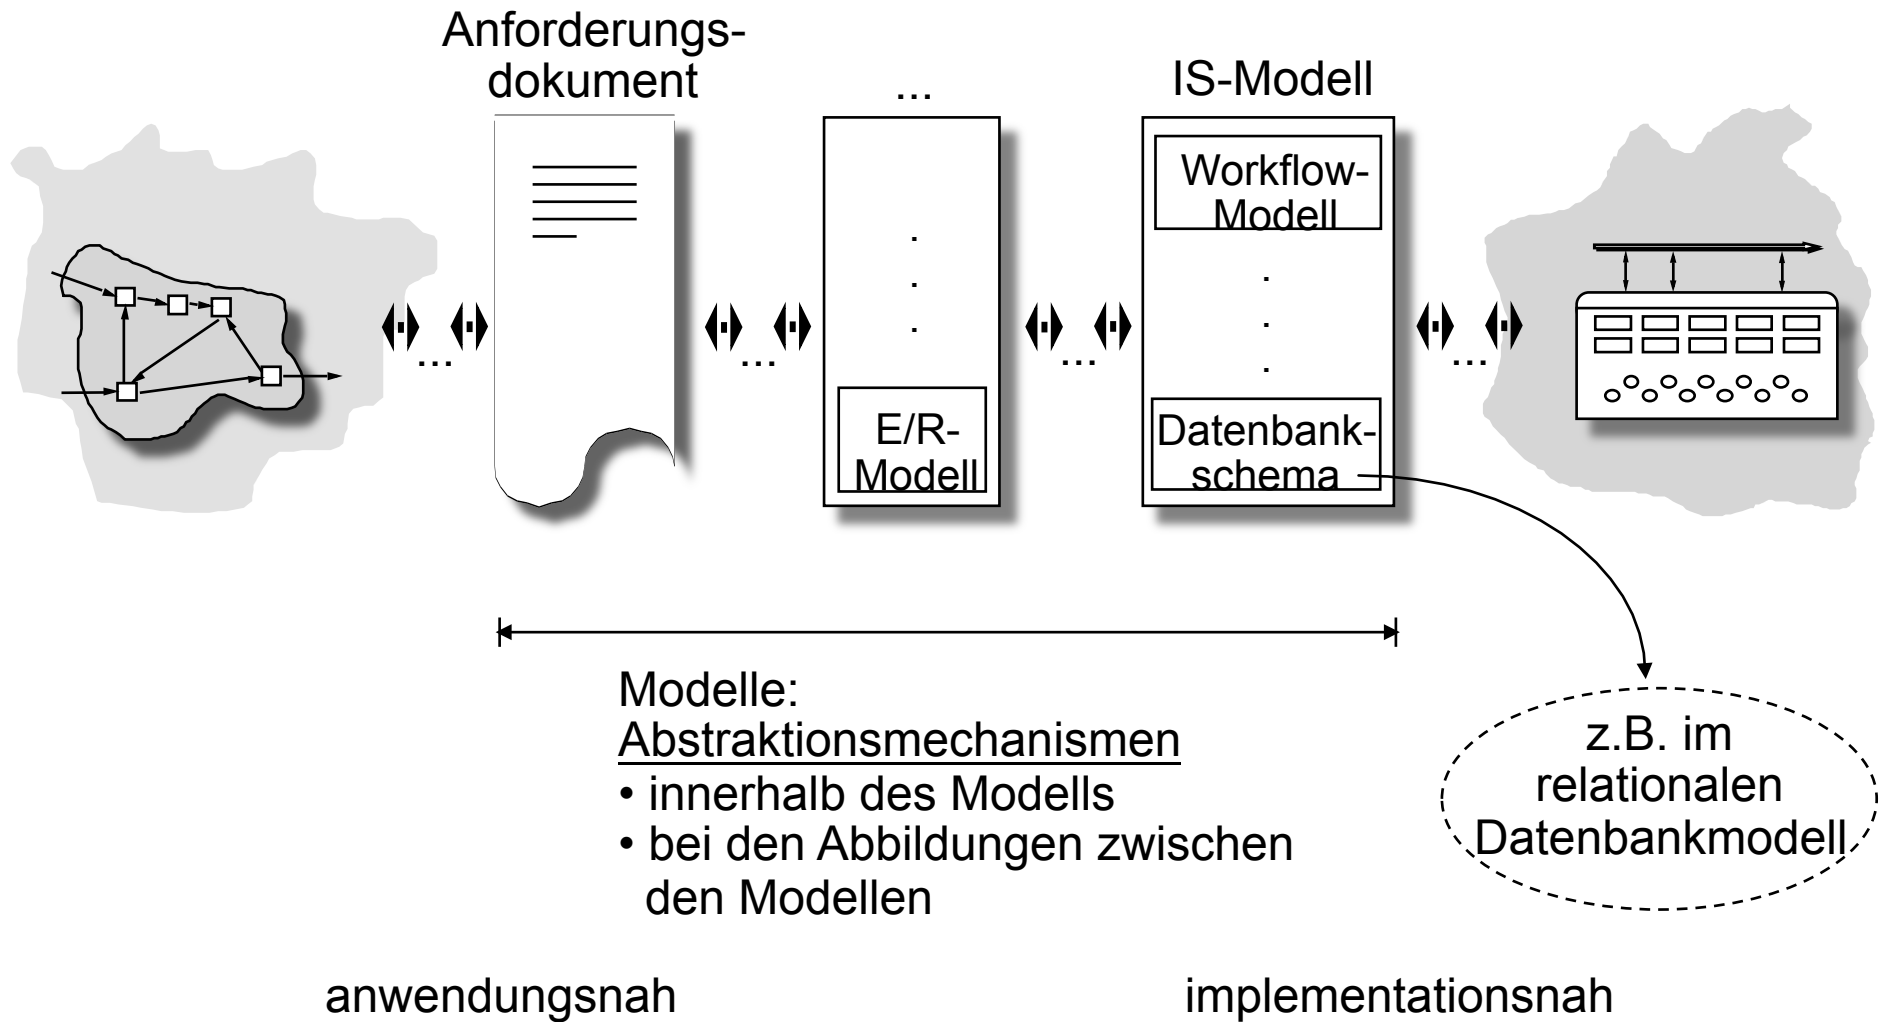 Anforderungs-
dokument
...
IS-Modell
Workflow-
Modell
.
.
.
.
.
.
... ... ... ...
E/R-
Modell
Datenbank-
schema
Modelle:
Abstraktionsmechanismen
• innerhalb des Modells
• bei den Abbildungen zwischen
den Modellen
z.B. im
relationalen
Datenbankmodell
anwendungsnah
implementationsnah